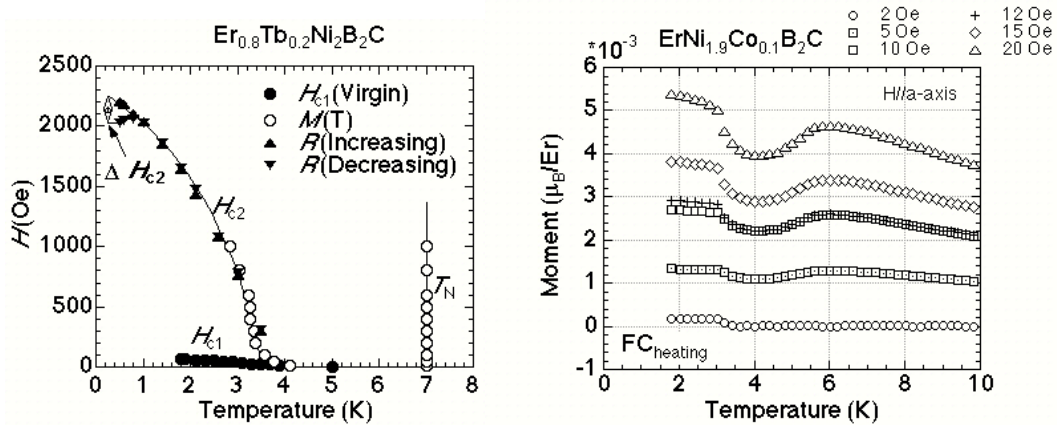 Er0.8Tb0.2Ni2B2C
2500
2000
1500
1000
500
0
H(Oe)
Hc1(Virgin)
M(T)
R(Increasing)
R(Decreasing)
Δ Hc2
Hc2
Hc1
TN
0 1 2 3 4 5 6 7 8
Temperature (K)
ErNi1.9Co0.1B2C
2 Oe
5 Oe
10 Oe
12 Oe
15 Oe
20 Oe
*10-3
6
5
4
3
2
1
0
-1
Moment (μB/Er)
H//a-axis
FCheating
0 2 4 6 8 10
Temperature (K)